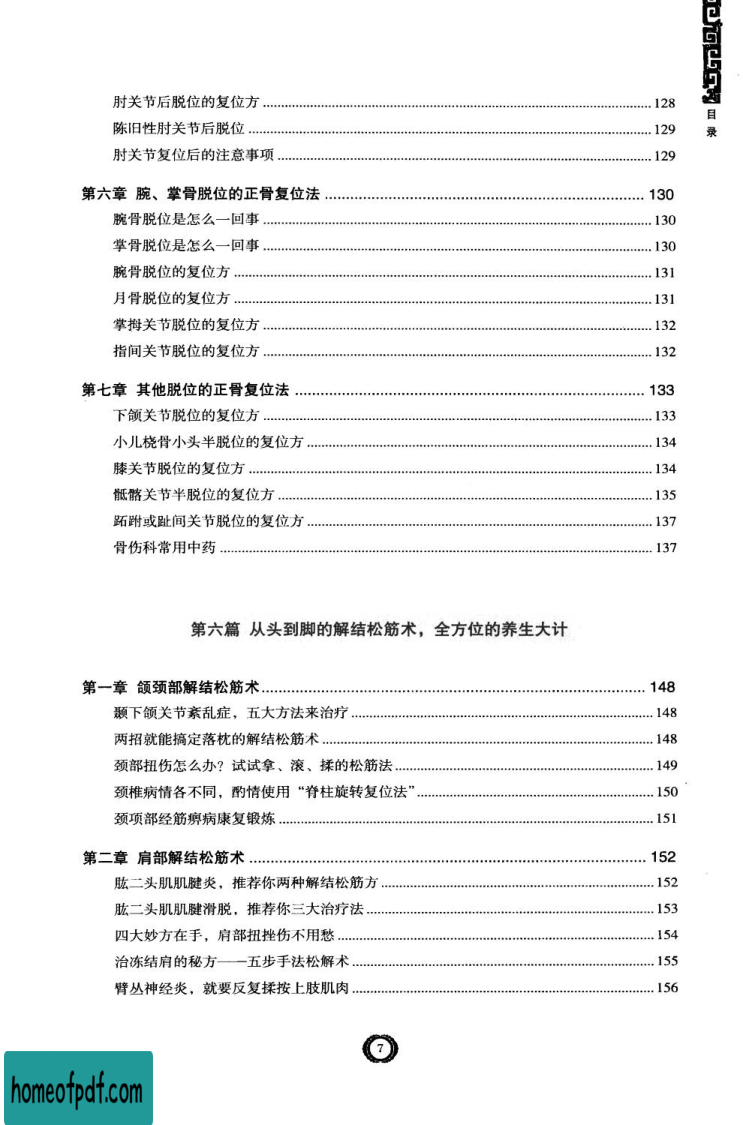 目录
肘关节后脱位的复位方 128
陈旧性肘关节后脱位 129
肘关节复位后的注意事项 129
第六章 腕、掌骨脱位的正骨复位法 130
腕骨脱位是怎么一回事 130
掌骨脱位是怎么一回事 130
腕骨脱位的复位方 131
月骨脱位的复位方 131
掌拇关节脱位的复位方 132
指间关节脱位的复位方 132
第七章 其他脱位的正骨复位法 133
下颌关节脱位的复位方 133
小儿桡骨小头半脱位的复位方 134
膝关节脱位的复位方 134
骶髂关节半脱位的复位方 135
跖跗或趾间关节脱位的复位方 137
骨伤科常用中药 137
第六篇 从头到脚的解结松筋术，全方位的养生大计
第一章 颌颈部解结松筋术 148
颞下颌关节紊乱症，五大方法来治疗 148
两招就能搞定落枕的解结松筋术 148
颈部扭伤怎么办？试试拿、滚、揉的松筋法 149
颈椎病情各不同，酌情使用“脊柱旋转复位法” 150
颈项部经筋痹病康复锻炼 151
第二章 肩部解结松筋术 152
肱二头肌肌腱炎，推荐你两种解结松筋方 152
肱二头肌肌腱滑脱，推荐你三大治疗法 153
四大妙方在手，肩部扭挫伤不用愁 154
治冻结肩的秘方——五步手法松解术 155
臂丛神经炎，就要反复揉按上肢肌肉 156
7
homeofpdf.com